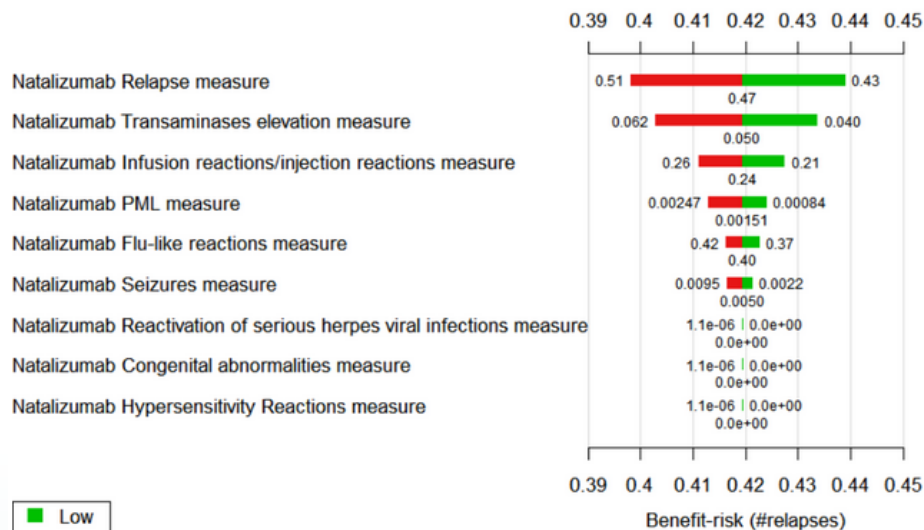 0.39 0.4 0.41 0.42 0.43 0.44 0.45
Natalizumab Relapse measure 0.51 0.43
0.47
Natalizumab Transaminases elevation measure 0.062 0.040
0.050
Natalizumab Infusion reactions/injection reactions measure 0.26 0.21
0.24
Natalizumab PML measure 0.00247 0.00084
0.00151
Natalizumab Flu-like reactions measure 0.42 0.37
0.40
Natalizumab Seizures measure 0.0095 0.0022
0.0050
Natalizumab Reactivation of serious herpes viral infections measure 1.1e-06 0.0e+00
0.0e+00
Natalizumab Congenital abnormalities measure 1.1e-06 0.0e+00
0.0e+00
Natalizumab Hypersensitivity Reactions measure 1.1e-06 0.0e+00
0.0e+00
0.39 0.4 0.41 0.42 0.43 0.44 0.45
Low
Benefit-risk (#relapses)